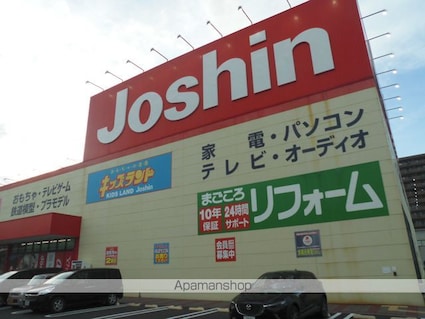 Joshin
家電・パソコン
テレビ・オーディオ
キッズランド
KIDS LAND Joshin
おもちゃ・テレビゲーム
鉄道模型・プラモデル
まごころ
10年保証
24時間サポート
リフォーム
会員募集中
Apamanshop